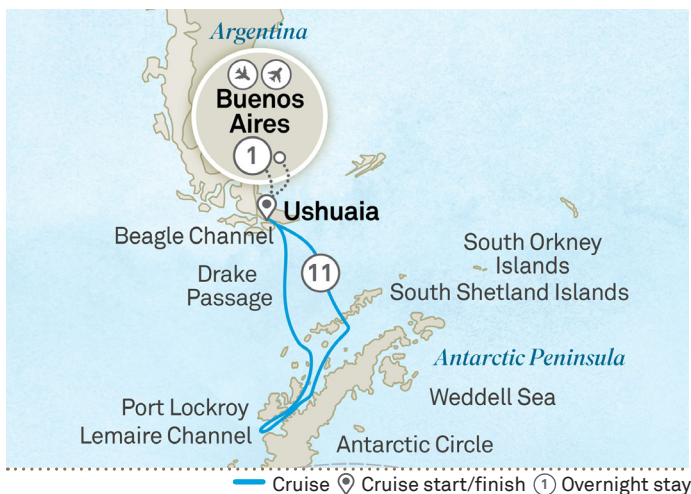 Argentina
Buenos
Aires
1
Ushuaia
Beagle Channel
Drake
Passage
11
South Orkney
Islands
South Shetland Islands
Antarctic Peninsula
Weddell Sea
Port Lockroy
Lemaire Channel
Antarctic Circle
Cruise Cruise start/finish 1 Overnight stay